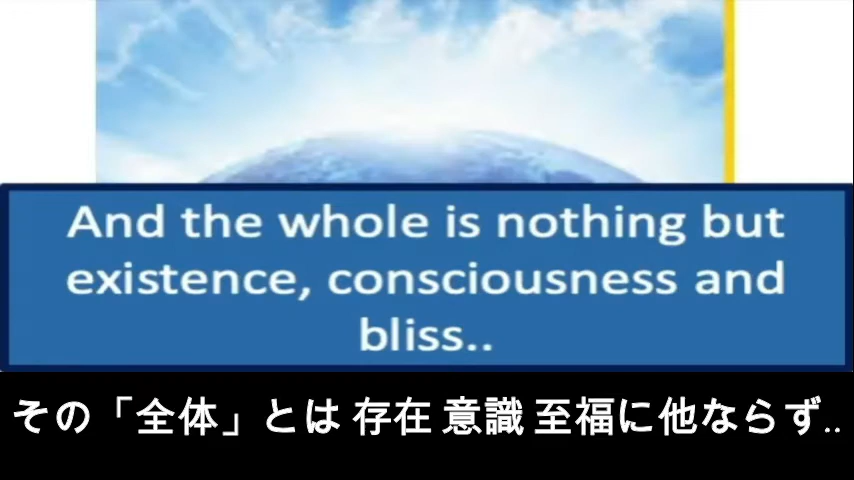 And the whole is nothing but
existence, consciousness and
bliss..
その「全体」とは 存在 意識 至福に他ならず..